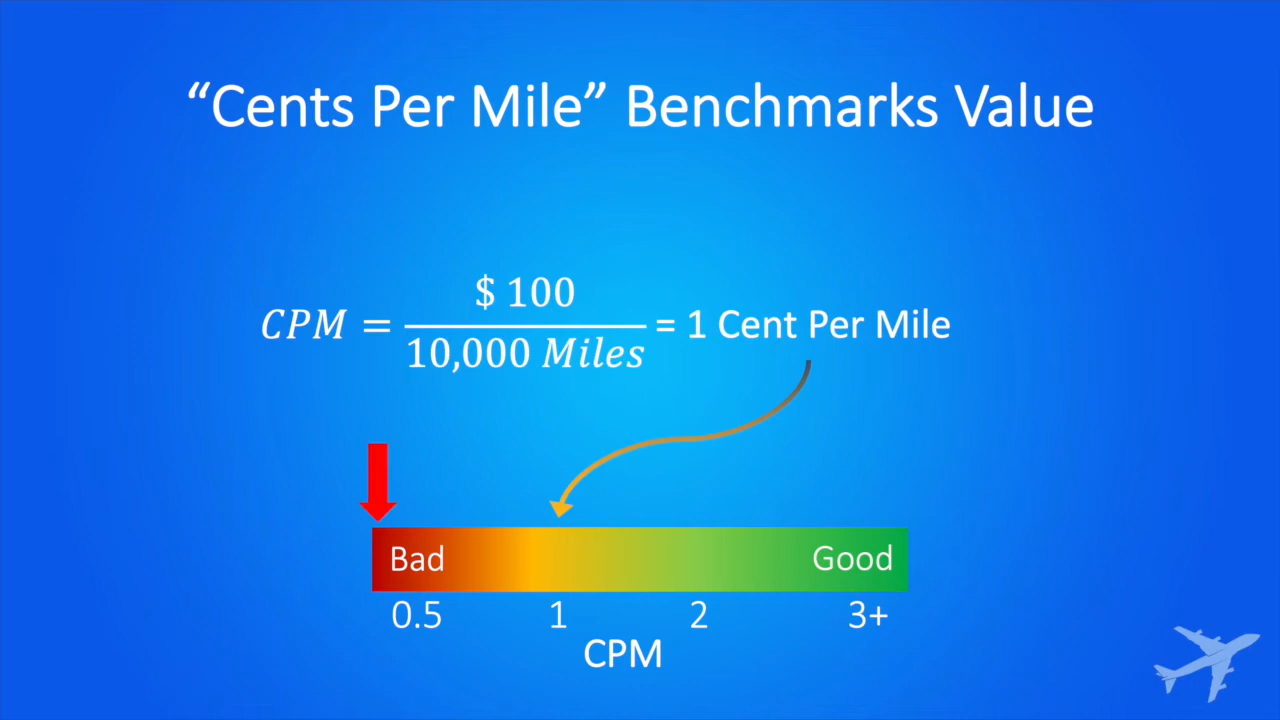 “Cents Per Mile” Benchmarks Value
CPM = $ 100 / 10,000 Miles = 1 Cent Per Mile
Bad Good
0.5 1 2 3+
CPM